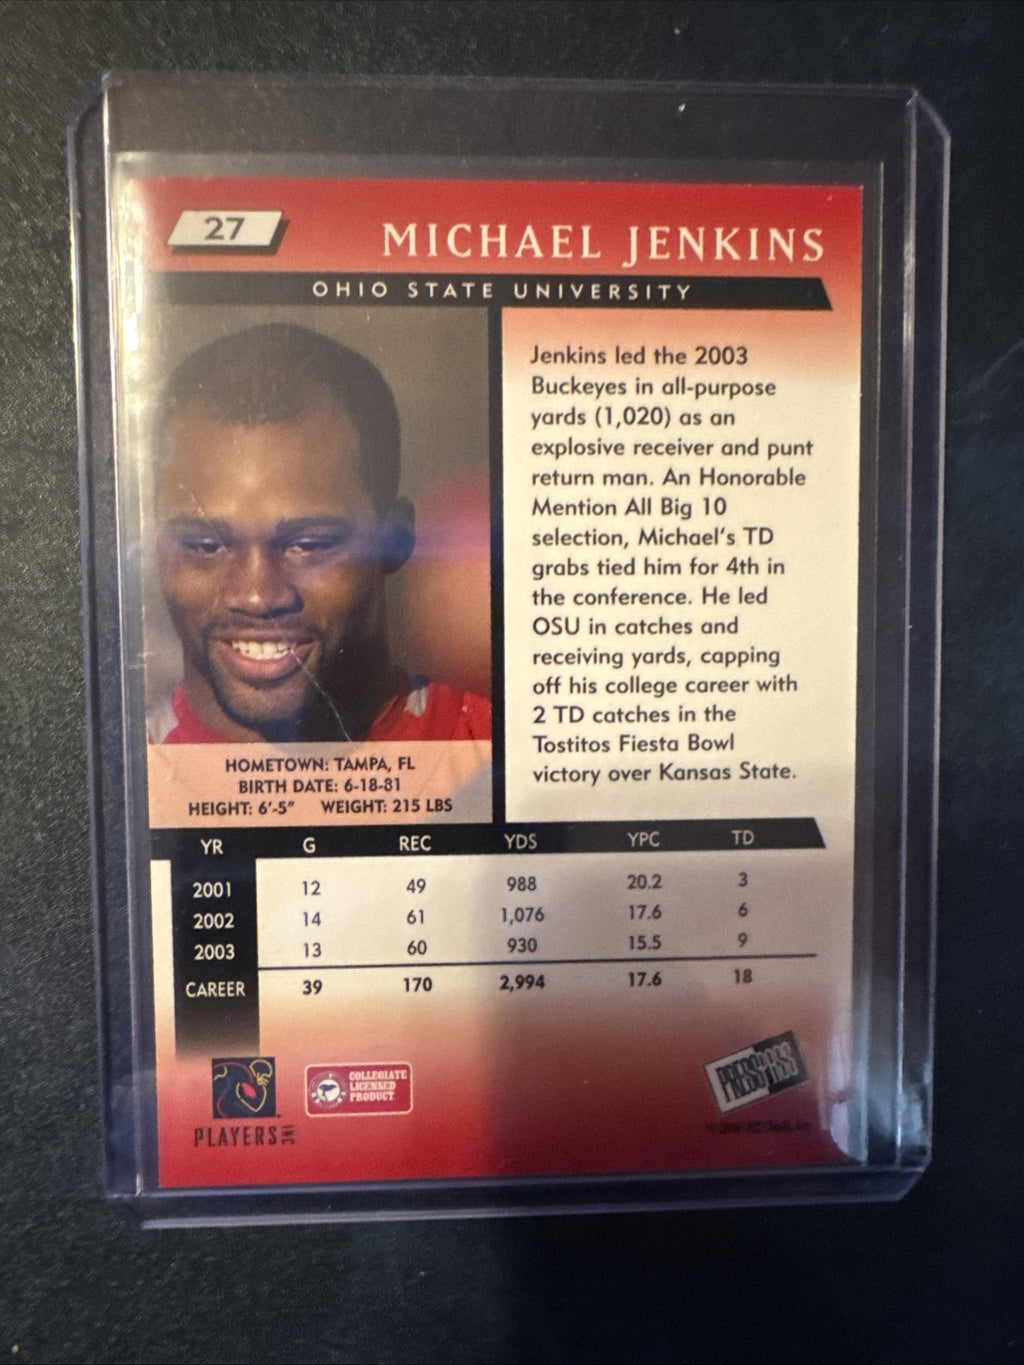 27
MICHAEL JENKINS
OHIO STATE UNIVERSITY
Jenkins led the 2003
Buckeyes in all-purpose
yards (1,020) as an
explosive receiver and punt
return man. An Honorable
Mention All Big 10
selection, Michael's TD
grabs tied him for 4th in
the conference. He led
OSU in catches and
receiving yards, capping
off his college career with
2 TD catches in the
Tostitos Fiesta Bowl
victory over Kansas State.
HOMETOWN: TAMPA, FL
BIRTH DATE: 6-18-81
HEIGHT: 6'-5" WEIGHT: 215 LBS
YR G REC YDS YPC TD
2001 12 49 988 20.2 3
2002 14 61 1,076 17.6 6
2003 13 60 930 15.5 9
CAREER 39 170 2,994 17.6 18
COLLEGIATE
LICENSED
PRODUCT
PRESS PASS
PLAYERS INC